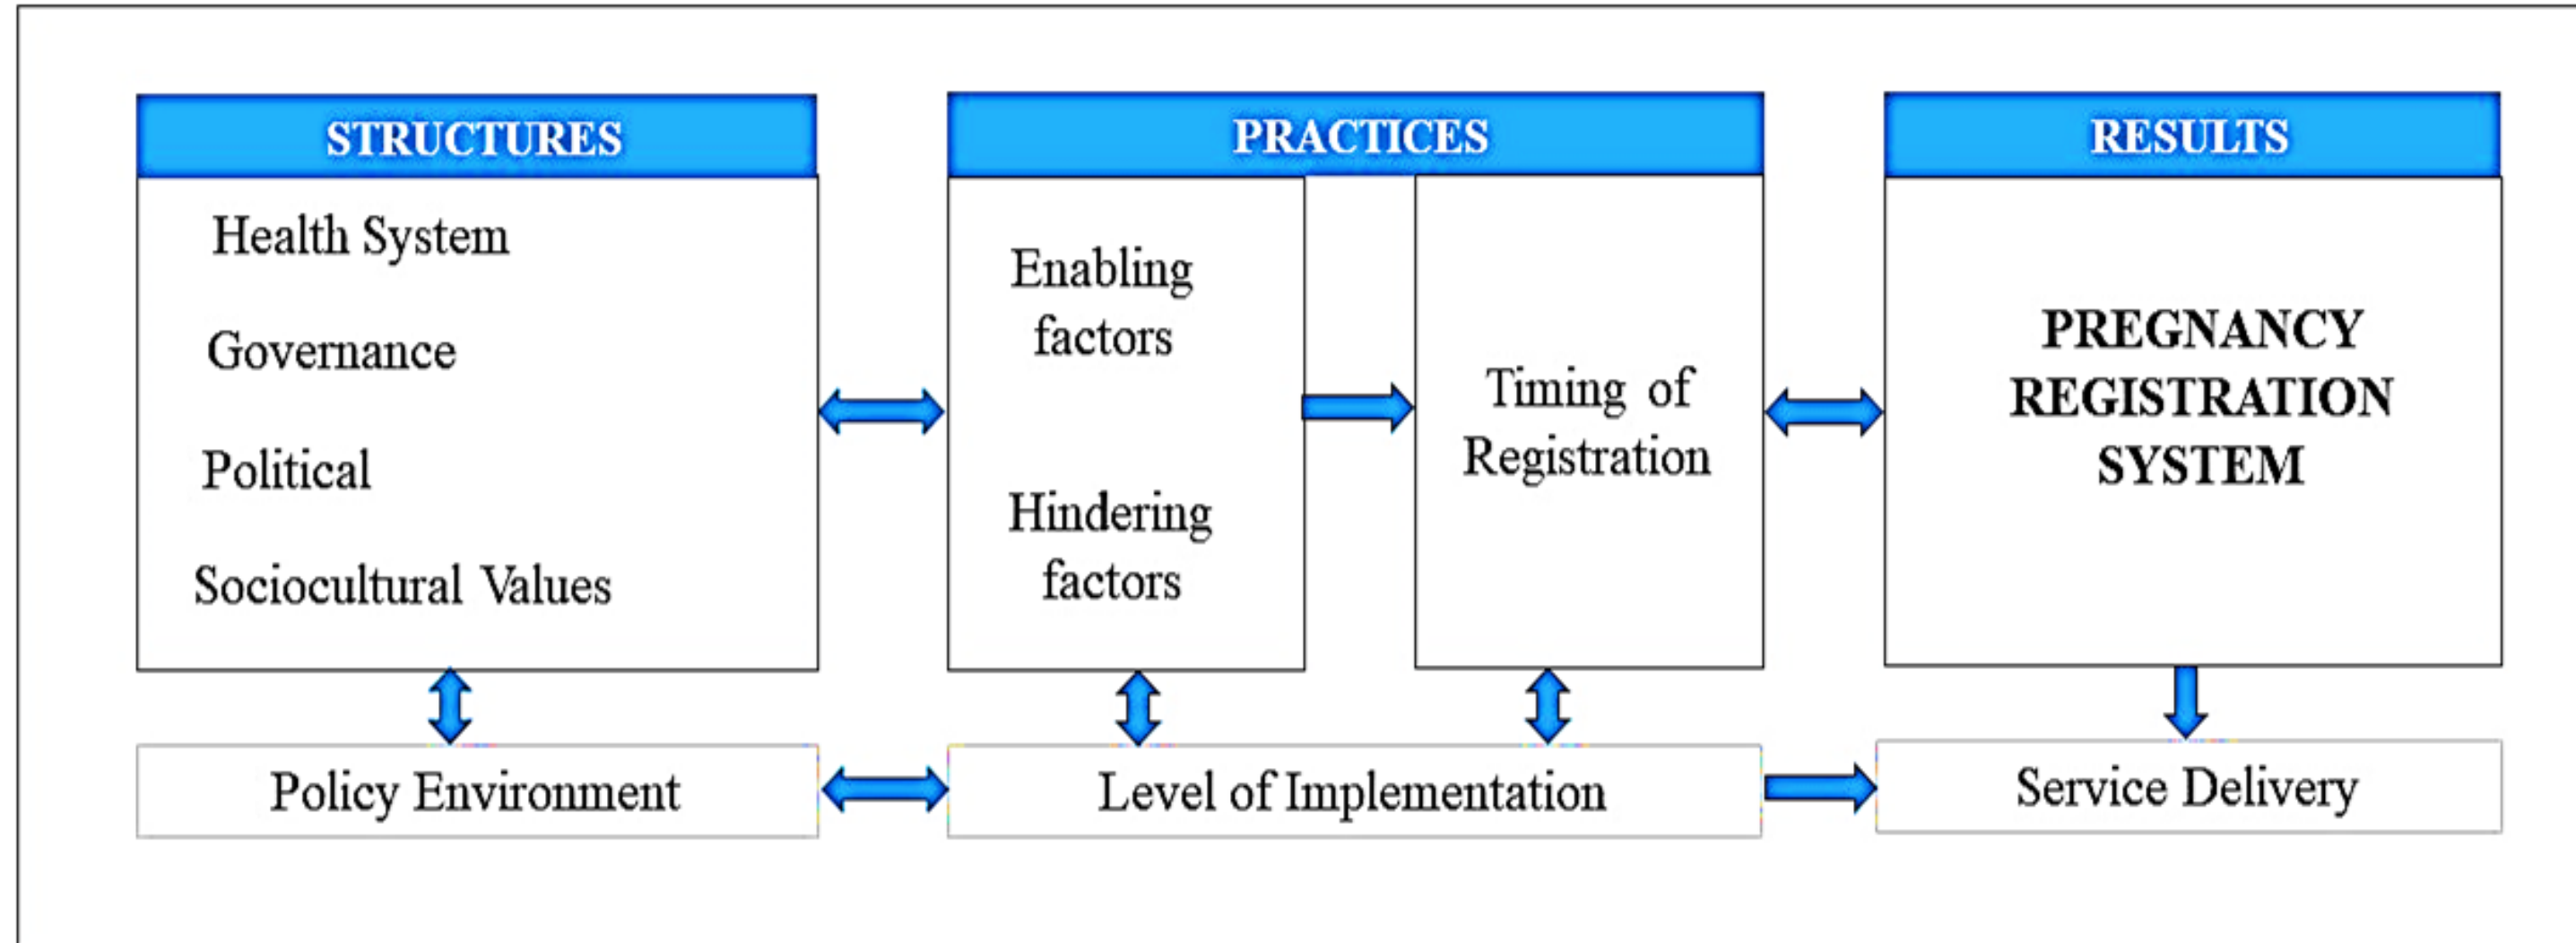 STRUCTURES
Health System
Governance
Political
Sociocultural Values
PRACTICES
Enabling
factors
Hindering
factors
Timing of
Registration
RESULTS
PREGNANCY
REGISTRATION
SYSTEM
Policy Environment
Level of Implementation
Service Delivery